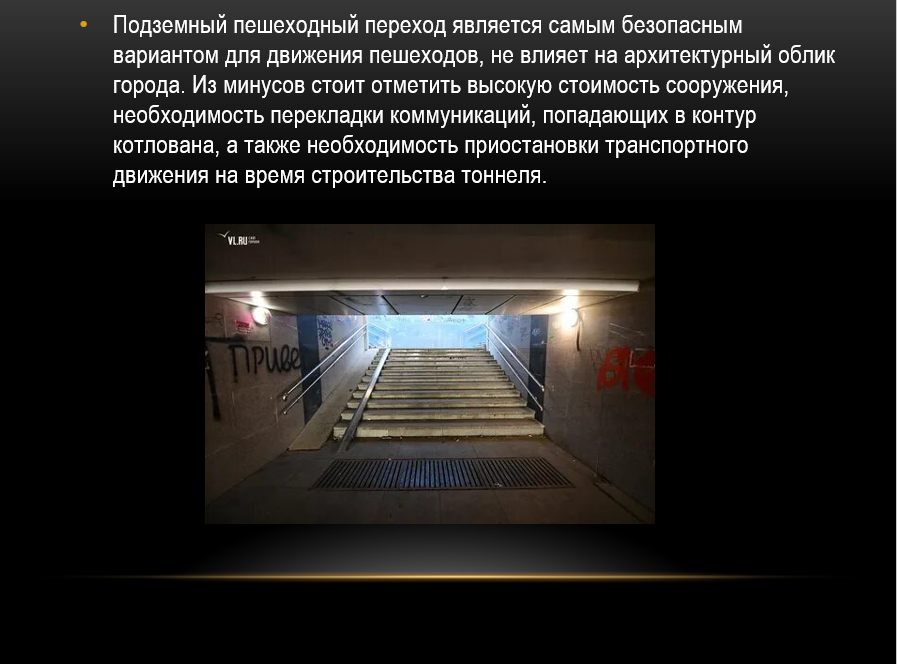 • Подземный пешеходный переход является самым безопасным
вариантом для движения пешеходов, не влияет на архитектурный облик
города. Из минусов стоит отметить высокую стоимость сооружения,
необходимость перекладки коммуникаций, попадающих в контур
котлована, а также необходимость приостановки транспортного
движения на время строительства тоннеля.
VL.RU
Приве